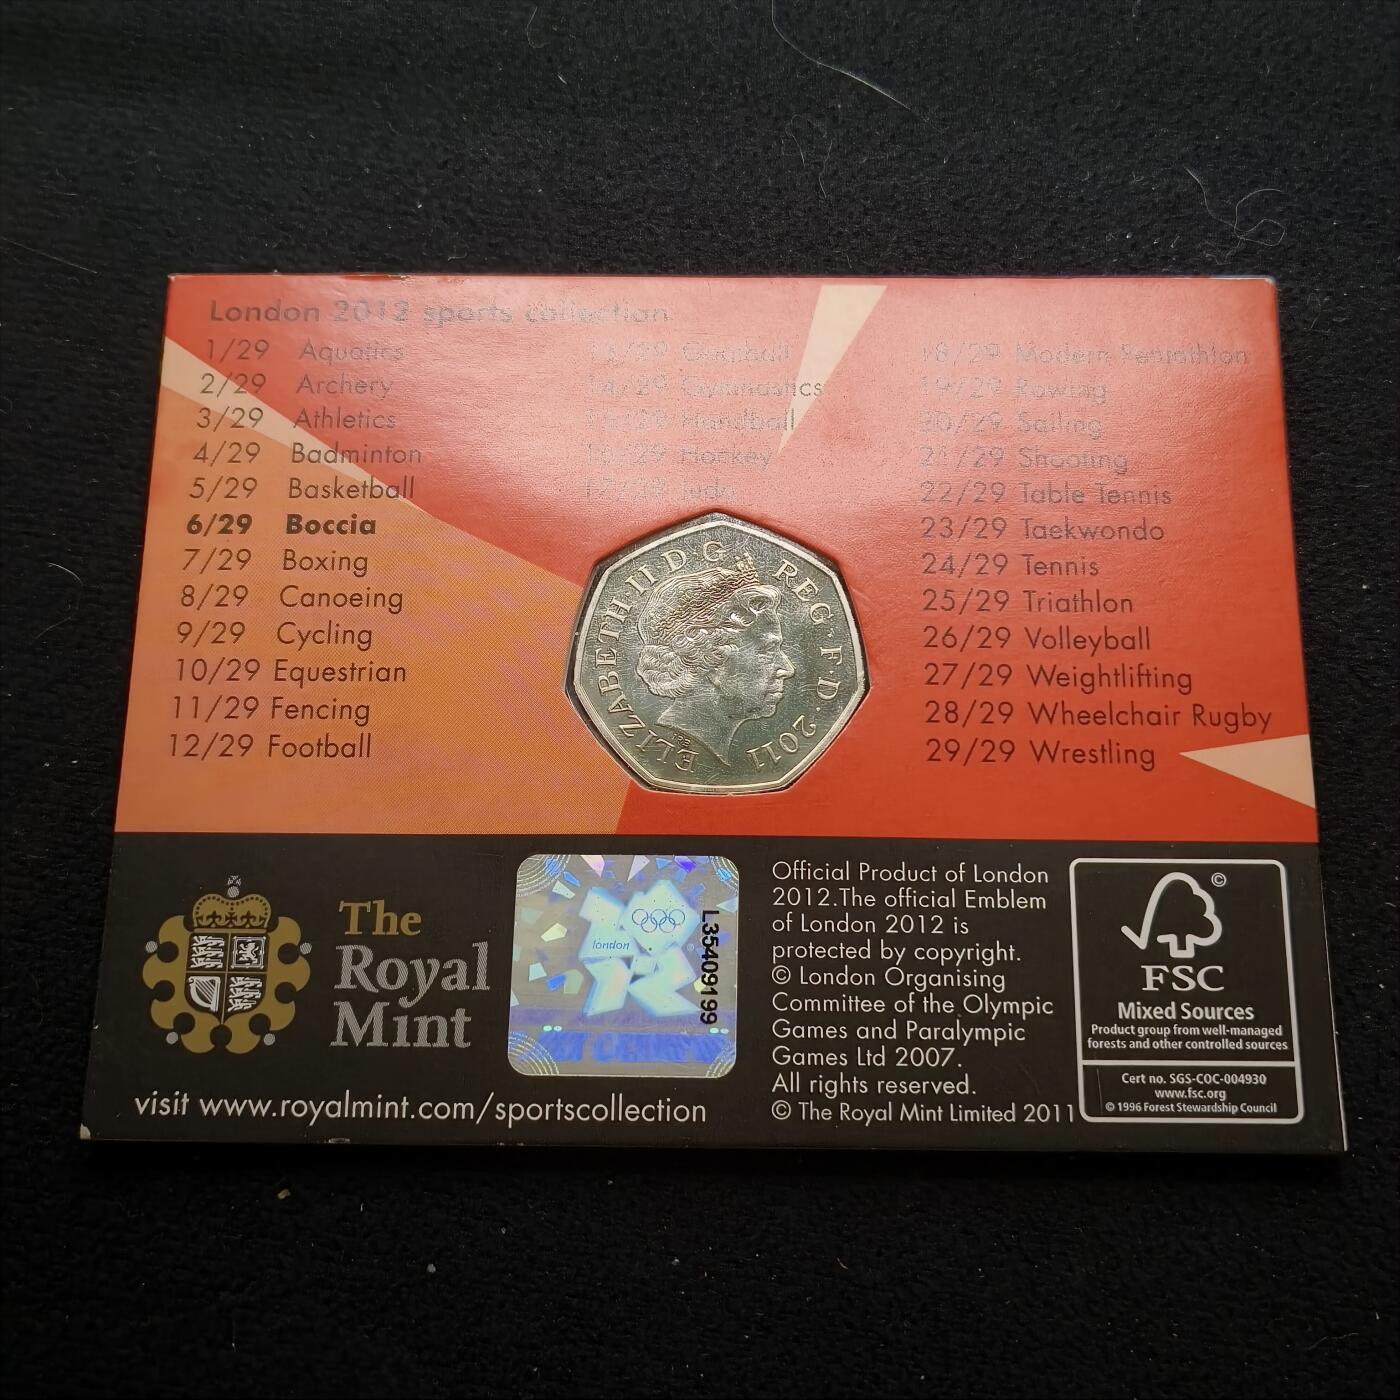 London 2012 sports collection
1/29 Aquatics
2/29 Archery
3/29 Athletics
4/29 Badminton
5/29 Basketball
6/29 Boccia
7/29 Boxing
8/29 Canoeing
9/29 Cycling
10/29 Equestrian
11/29 Fencing
12/29 Football
13/29 Goalball
14/29 Gymnastics
15/29 Handball
16/29 Hockey
17/29 Judo
18/29 Modern Pentathlon
19/29 Rowing
20/29 Sailing
21/29 Shooting
22/29 Table Tennis
23/29 Taekwondo
24/29 Tennis
25/29 Triathlon
26/29 Volleyball
27/29 Weightlifting
28/29 Wheelchair Rugby
29/29 Wrestling
ELIZABETH·II·D·G REG·F·D·2011
The
Royal
Mint
visit www.royalmint.com/sportscollection
london
L35409199
Official Product of London
2012.The official Emblem
of London 2012 is
protected by copyright.
© London Organising
Committee of the Olympic
Games and Paralympic
Games Ltd 2007.
All rights reserved.
© The Royal Mint Limited 2011
©
FSC
Mixed Sources
Product group from well-managed
forests and other controlled sources
Cert no. SGS-COC-004930
www.fsc.org
© 1996 Forest Stewardship Council